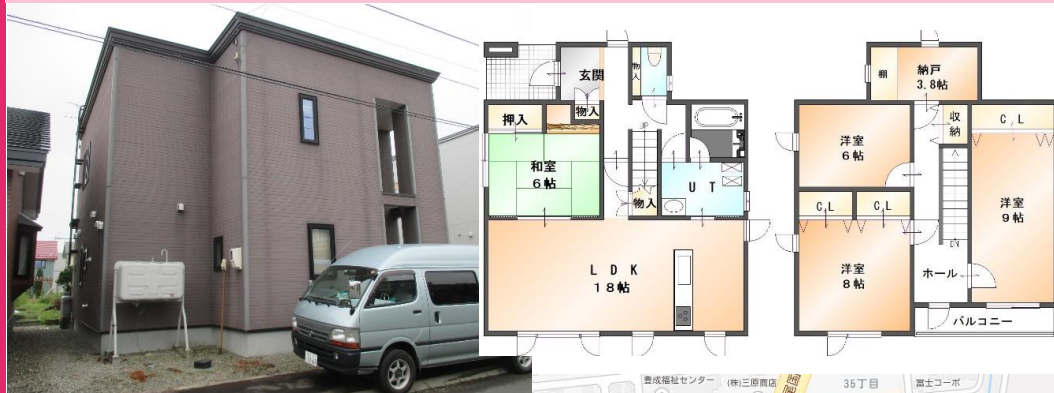 玄関
物入
納戸
3.8帖
棚
押入
物入
UP
収納
C.L
和室
6帖
洋室
6帖
UT
物入
C.L
C.L
洋室
9帖
LDK
18帖
洋室
8帖
ホール
バルコニー
豊成福祉センター
(株)三原商店
35丁目
富士コーポ